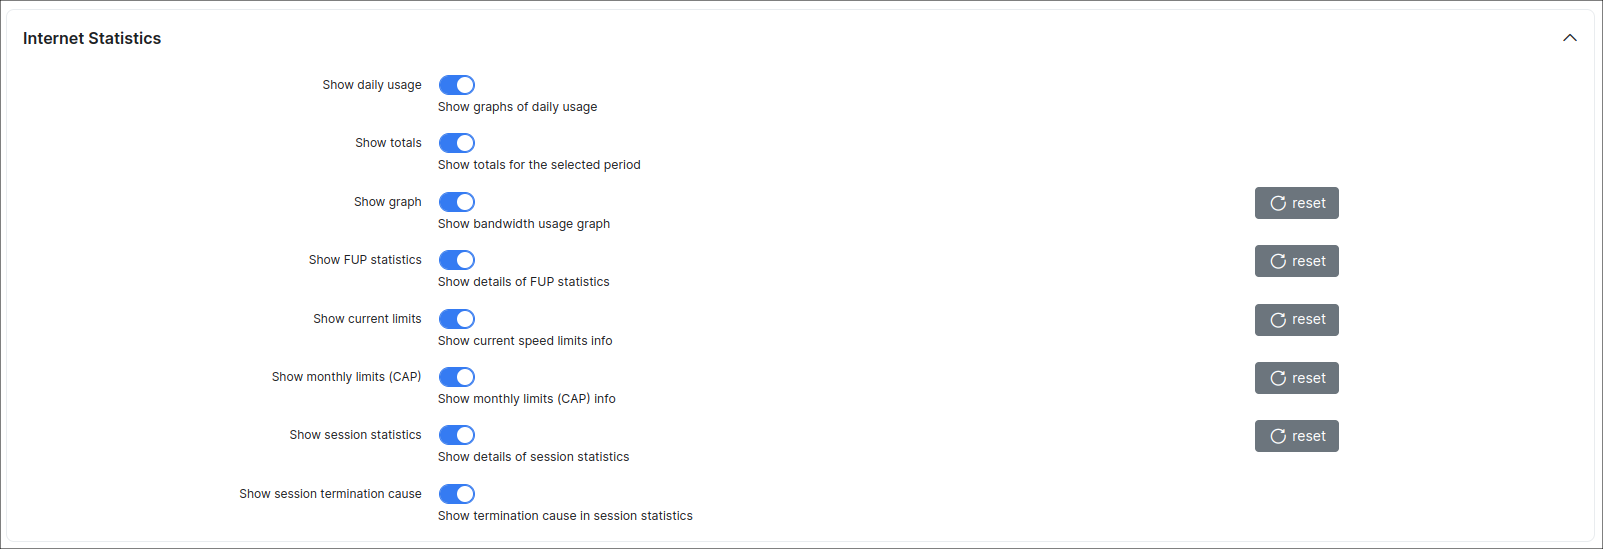 Internet Statistics
Show daily usage
Show graphs of daily usage
Show totals
Show totals for the selected period
Show graph
reset
Show bandwidth usage graph
Show FUP statistics
reset
Show details of FUP statistics
Show current limits
reset
Show current speed limits info
Show monthly limits (CAP)
reset
Show monthly limits (CAP) info
Show session statistics
reset
Show details of session statistics
Show session termination cause
Show termination cause in session statistics